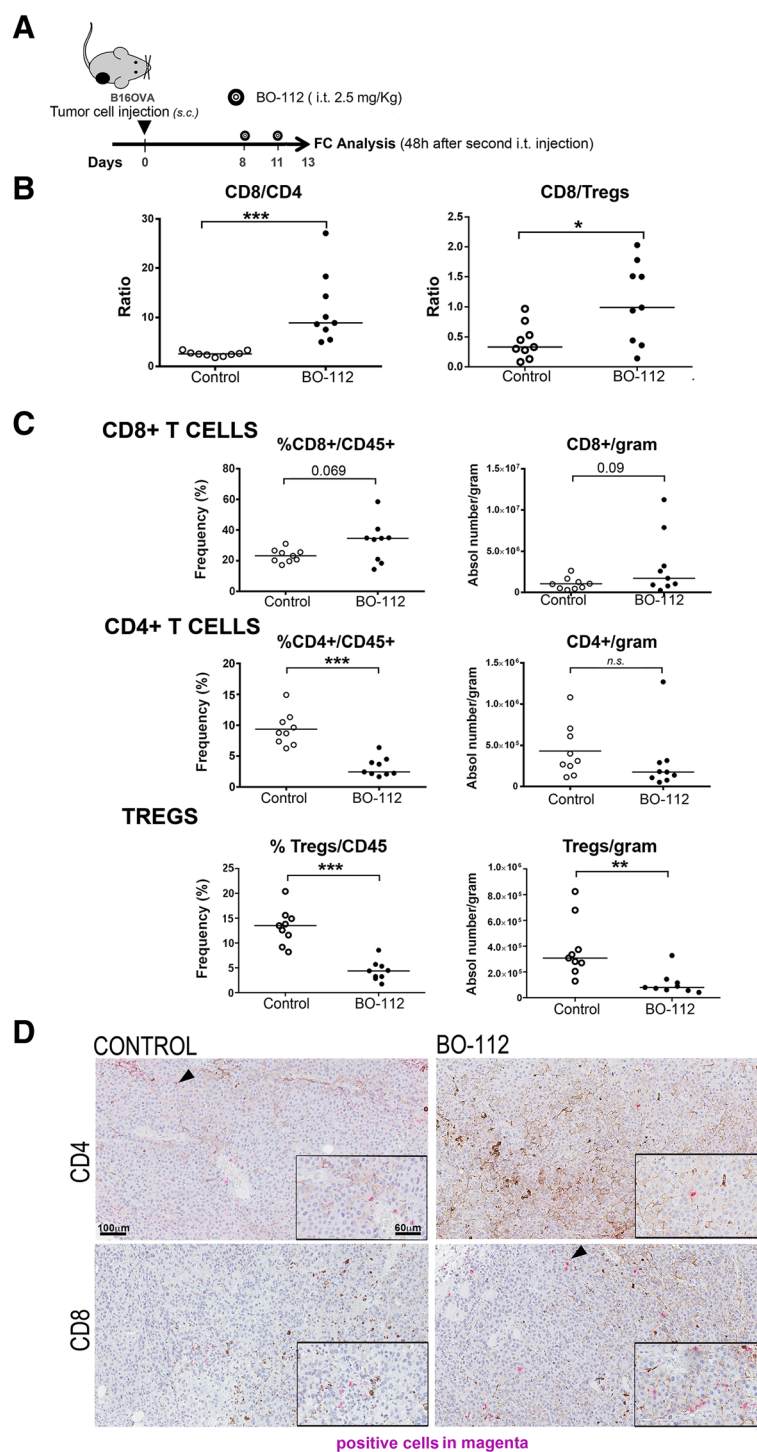 A
B16OVA
Tumor cell injection (s.c.)
BO-112 ( i.t. 2.5 mg/Kg)
FC Analysis (48h after second i.t. injection)
Days 0 8 11 13
B
CD8/CD4
***
30
20
10
0
Ratio
Control BO-112
CD8/Tregs
*
2.5
2.0
1.5
1.0
0.5
0.0
Ratio
Control BO-112
C
CD8+ T CELLS
%CD8+/CD45+
0.069
80
60
40
20
0
Frequency (%)
Control BO-112
CD8+/gram
0.09
1.5×10⁷
1.0×10⁷
5.0×10⁶
0
Absol number/gram
Control BO-112
CD4+ T CELLS
%CD4+/CD45+
***
20
15
10
5
0
Frequency (%)
Control BO-112
CD4+/gram
n.s.
1.5×10⁶
1.0×10⁶
5.0×10⁵
0
Absol number/gram
Control BO-112
TREGS
% Tregs/CD45
***
25
20
15
10
5
0
Frequency (%)
Control BO-112
Tregs/gram
**
1.0×10⁶
8.0×10⁵
6.0×10⁵
4.0×10⁵
2.0×10⁵
0
Absol number/gram
Control BO-112
D
CONTROL BO-112
CD4
100μm 60μm
CD8
positive cells in magenta